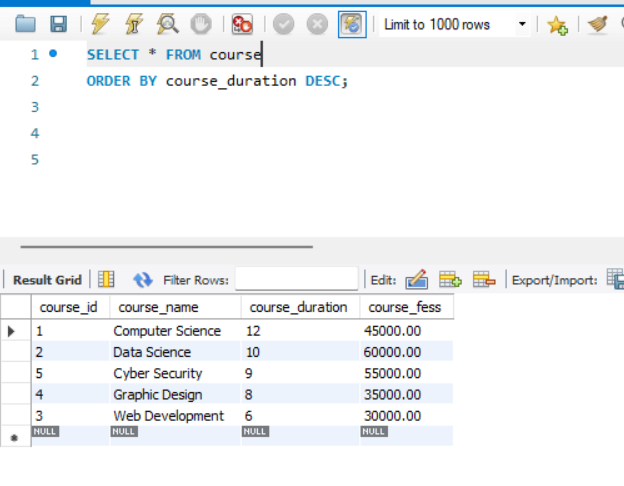 Limit to 1000 rows
1 SELECT * FROM course
2 ORDER BY course_duration DESC;
3
4
5
Result Grid Filter Rows: Edit: Export/Import:
course_id course_name course_duration course_fess
1 Computer Science 12 45000.00
2 Data Science 10 60000.00
5 Cyber Security 9 55000.00
4 Graphic Design 8 35000.00
3 Web Development 6 30000.00
NULL NULL NULL NULL